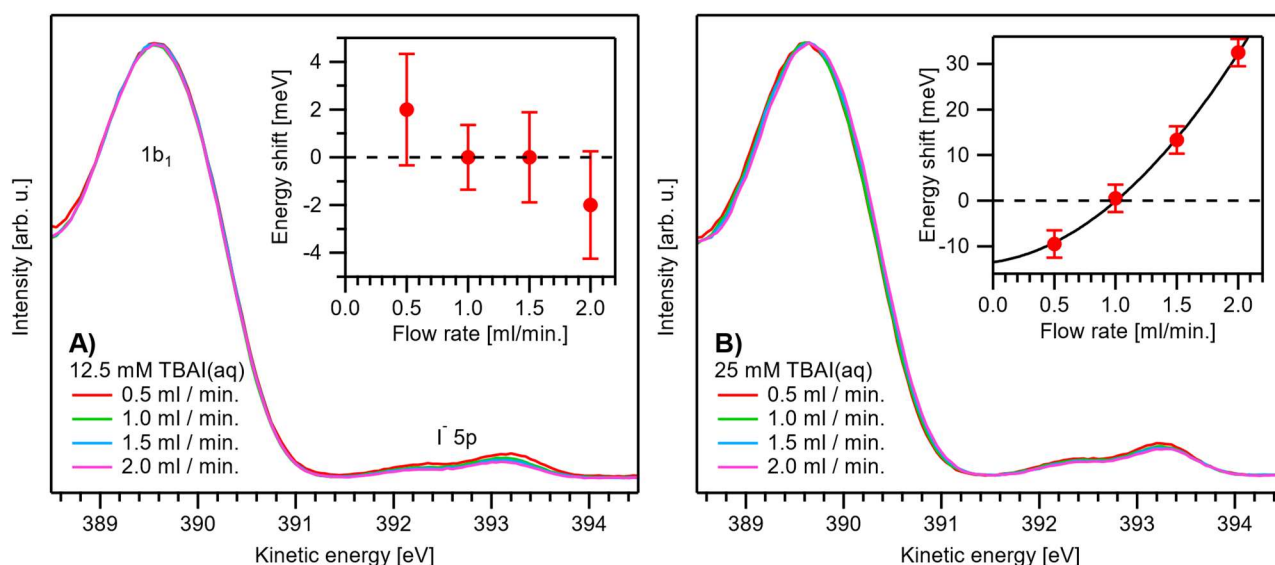 Intensity [arb. u.]
1b₁
Energy shift [meV]
4
2
0
-2
-4
0.0 0.5 1.0 1.5 2.0
Flow rate [ml/min.]
A)
12.5 mM TBAI(aq)
0.5 ml / min.
1.0 ml / min.
1.5 ml / min.
2.0 ml / min.
I⁻ 5p
389 390 391 392 393 394
Kinetic energy [eV]
Intensity [arb. u.]
Energy shift [meV]
30
20
10
0
-10
0.0 0.5 1.0 1.5 2.0
Flow rate [ml/min.]
B)
25 mM TBAI(aq)
0.5 ml / min.
1.0 ml / min.
1.5 ml / min.
2.0 ml / min.
389 390 391 392 393 394
Kinetic energy [eV]